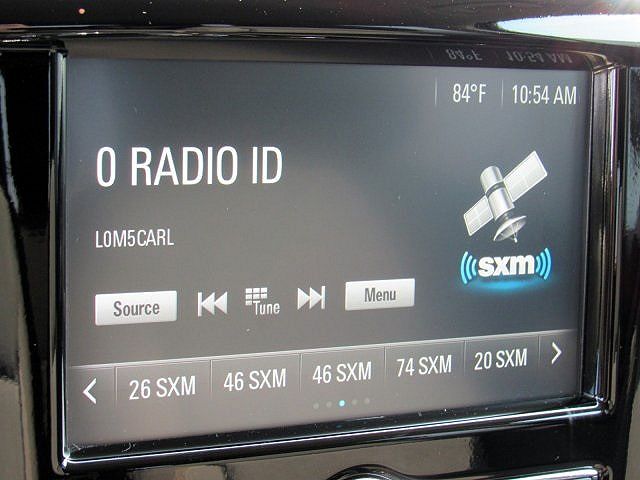 84°F 10:54 AM
0 RADIO ID
L0M5CARL
sxm
Source Tune Menu
26 SXM 46 SXM 46 SXM 74 SXM 20 SXM